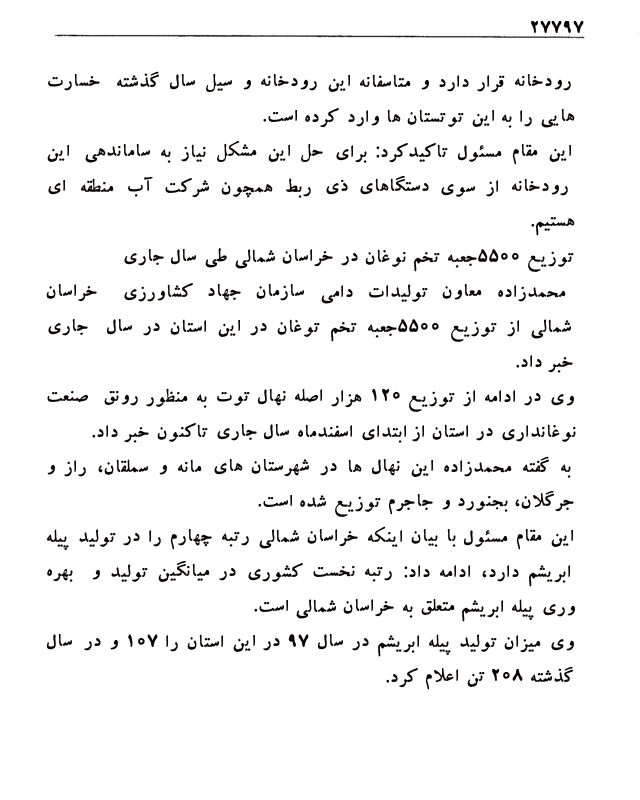 ۲۷۷۹۷
رودخانه قرار دارد و متاسفانه این رودخانه و سیل سال گذشته خسارت
هایی را به این توتستان ها وارد کرده است.
این مقام مسئول تاکیدکرد: برای حل این مشکل نیاز به ساماندهی این
رودخانه از سوی دستگاهای ذی ربط همچون شرکت آب منطقه ای
هستیم.
توزیع ۵۵۰۰جعبه تخم نوغان در خراسان شمالی طی سال جاری
محمدزاده معاون تولیدات دامی سازمان جهاد کشاورزی خراسان
شمالی از توزیع ۵۵۰۰جعبه تخم توغان در این استان در سال جاری
خبر داد.
وی در ادامه از توزیع ۱۲۰ هزار اصله نهال توت به منظور رونق صنعت
نوغانداری در استان از ابتدای اسفندماه سال جاری تاکنون خبر داد.
به گفته محمدزاده این نهال ها در شهرستان های مانه و سملقان، راز و
جرگلان، بجنورد و جاجرم توزیع شده است.
این مقام مسئول با بیان اینکه خراسان شمالی رتبه چهارم را در تولید پیله
ابریشم دارد، ادامه داد: رتبه نخست کشوری در میانگین تولید و بهره
وری پیله ابریشم متعلق به خراسان شمالی است.
وی میزان تولید پیله ابریشم در سال ۹۷ در این استان را ۱۰۷ و در سال
گذشته ۲۰۸ تن اعلام کرد.